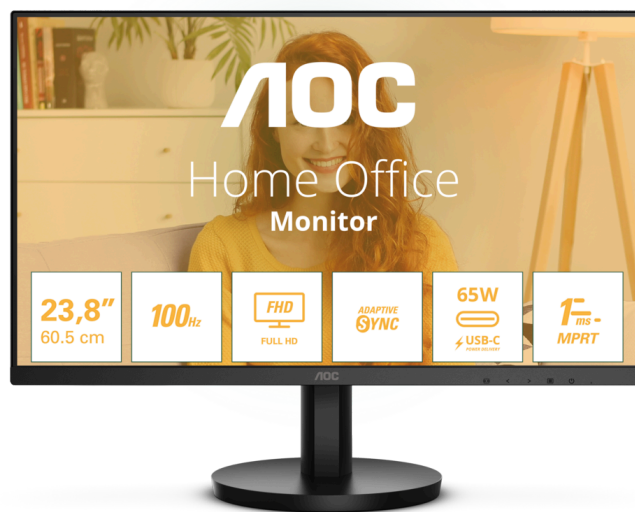 AOC
Home Office
Monitor
23,8”
60.5 cm
100Hz
FHD
FULL HD
ADAPTIVE
SYNC
65W
USB-C
POWER DELIVERY
1ms
MPRT
AOC